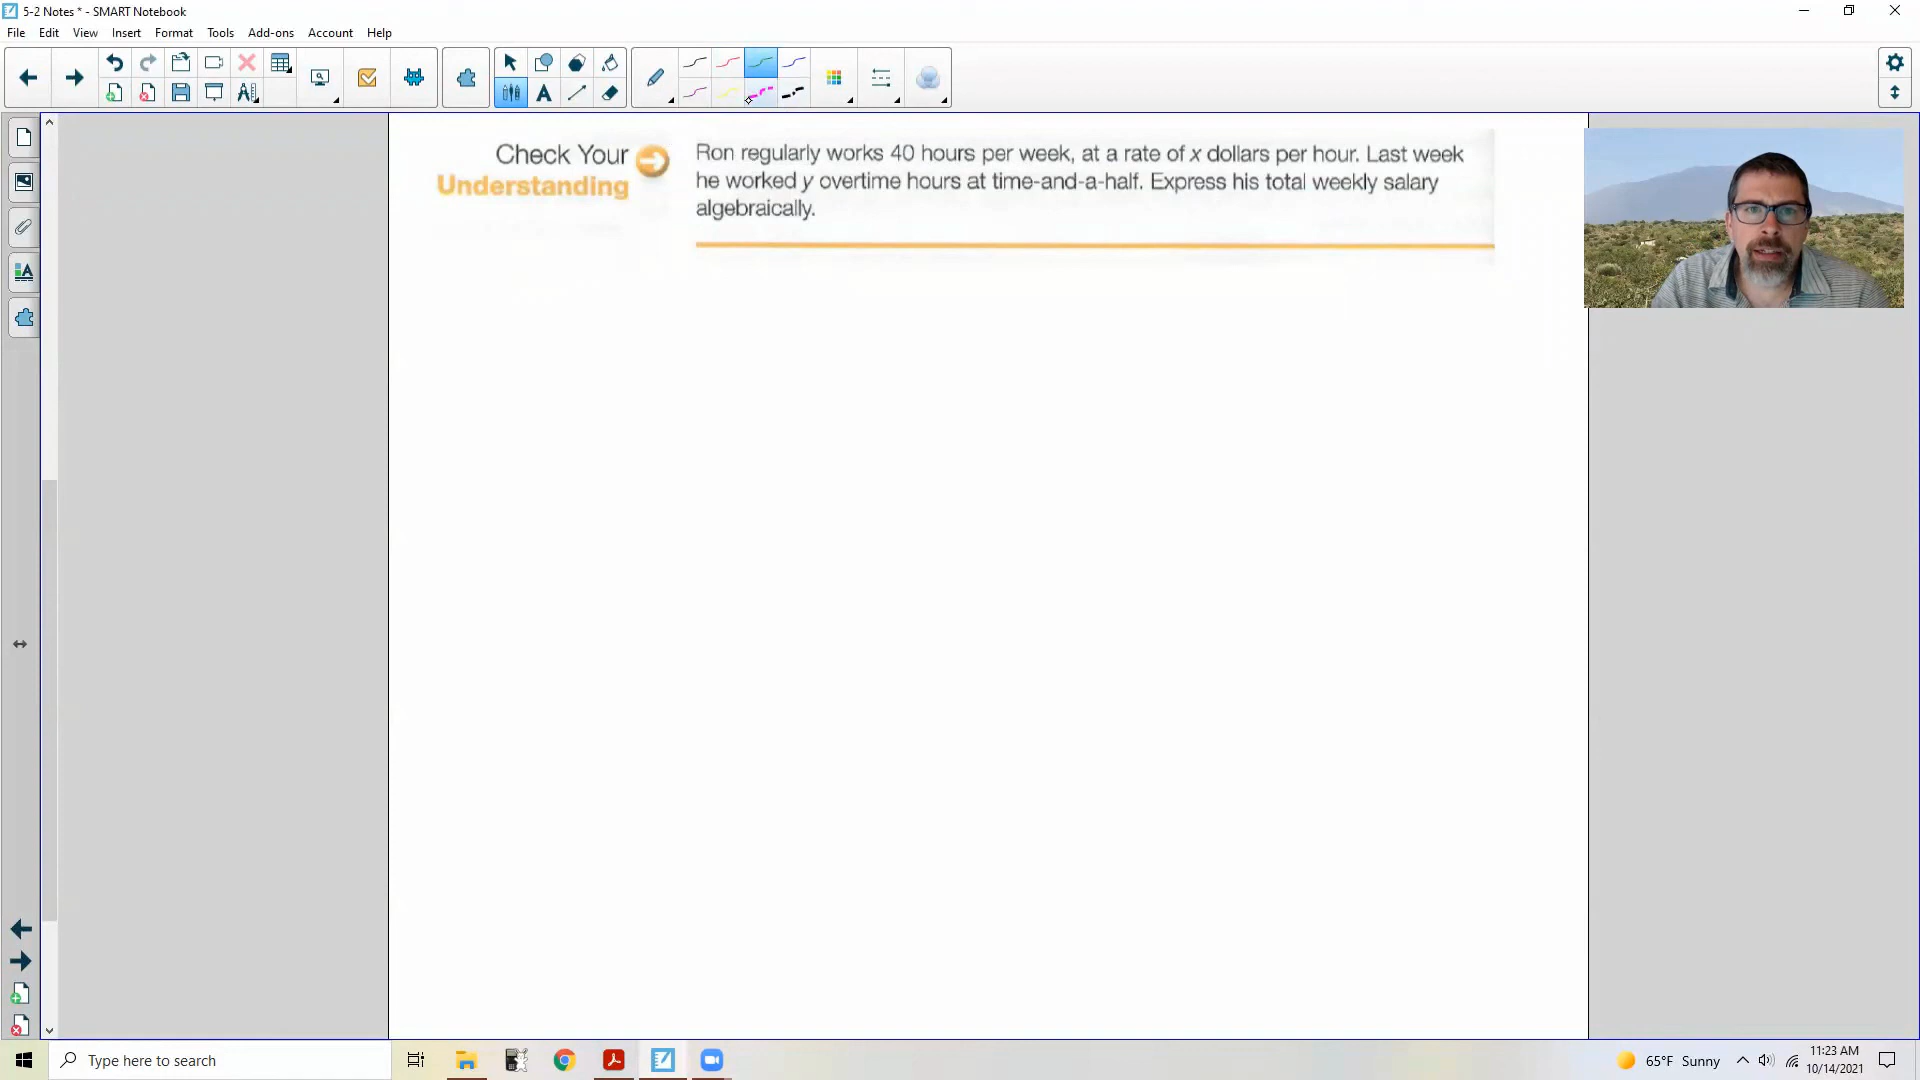 5-2 Notes * - SMART Notebook
File Edit View Insert Format Tools Add-ons Account Help
Check Your
Understanding
Ron regularly works 40 hours per week, at a rate of x dollars per hour. Last week
he worked y overtime hours at time-and-a-half. Express his total weekly salary
algebraically.
Type here to search
65°F Sunny
11:23 AM
10/14/2021